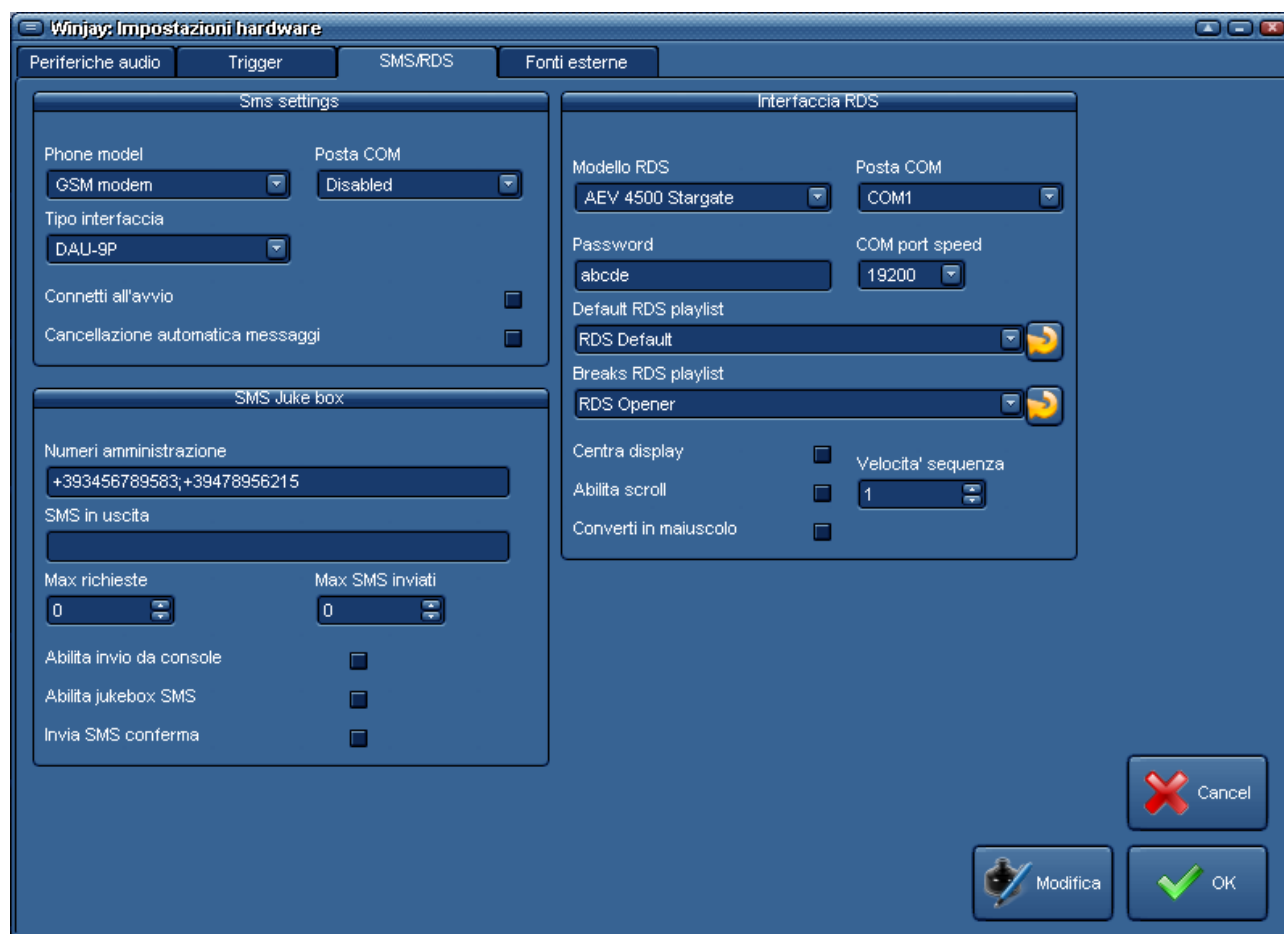 Winjay: Impostazioni hardware
Periferiche audio
Trigger
SMS/RDS
Fonti esterne
Sms settings
Phone model
Posta COM
GSM modem
Disabled
Tipo interfaccia
DAU-9P
Connetti all'avvio
Cancellazione automatica messaggi
SMS Juke box
Numeri amministrazione
+393456789583;+39478956215
SMS in uscita
Max richieste
Max SMS inviati
0
0
Abilita invio da console
Abilita jukebox SMS
Invia SMS conferma
Interfaccia RDS
Modello RDS
Posta COM
AEV 4500 Stargate
COM1
Password
COM port speed
abcde
19200
Default RDS playlist
RDS Default
Breaks RDS playlist
RDS Opener
Centra display
Velocita' sequenza
Abilita scroll
1
Converti in maiuscolo
Cancel
Modifica
OK